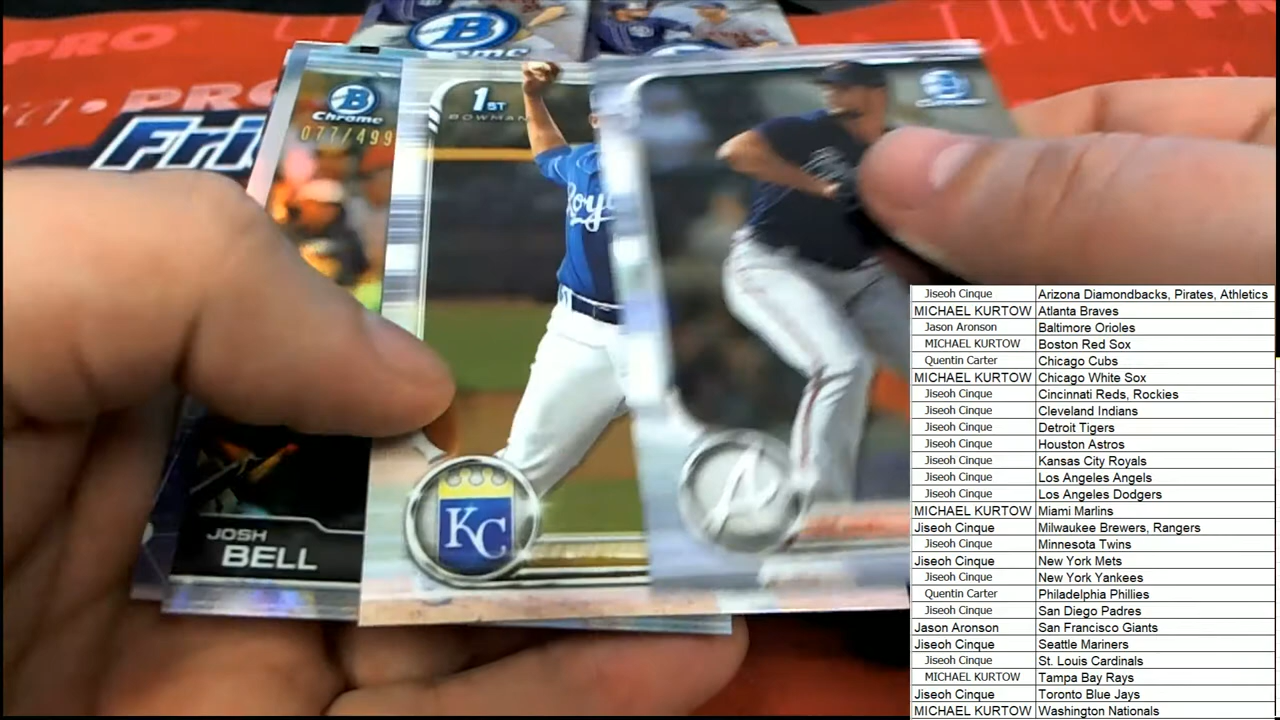 PRO
Ultra • PR
PRO
Fri
B
Chrome
077/499
1ST
BOWMAN
Royals
KC
JOSH
BELL
A
Jiseoh Cinque Arizona Diamondbacks, Pirates, Athletics
MICHAEL KURTOW Atlanta Braves
Jason Aronson Baltimore Orioles
MICHAEL KURTOW Boston Red Sox
Quentin Carter Chicago Cubs
MICHAEL KURTOW Chicago White Sox
Jiseoh Cinque Cincinnati Reds, Rockies
Jiseoh Cinque Cleveland Indians
Jiseoh Cinque Detroit Tigers
Jiseoh Cinque Houston Astros
Jiseoh Cinque Kansas City Royals
Jiseoh Cinque Los Angeles Angels
Jiseoh Cinque Los Angeles Dodgers
MICHAEL KURTOW Miami Marlins
Jiseoh Cinque Milwaukee Brewers, Rangers
Jiseoh Cinque Minnesota Twins
Jiseoh Cinque New York Mets
Jiseoh Cinque New York Yankees
Quentin Carter Philadelphia Phillies
Jiseoh Cinque San Diego Padres
Jason Aronson San Francisco Giants
Jiseoh Cinque Seattle Mariners
Jiseoh Cinque St. Louis Cardinals
MICHAEL KURTOW Tampa Bay Rays
Jiseoh Cinque Toronto Blue Jays
MICHAEL KURTOW Washington Nationals